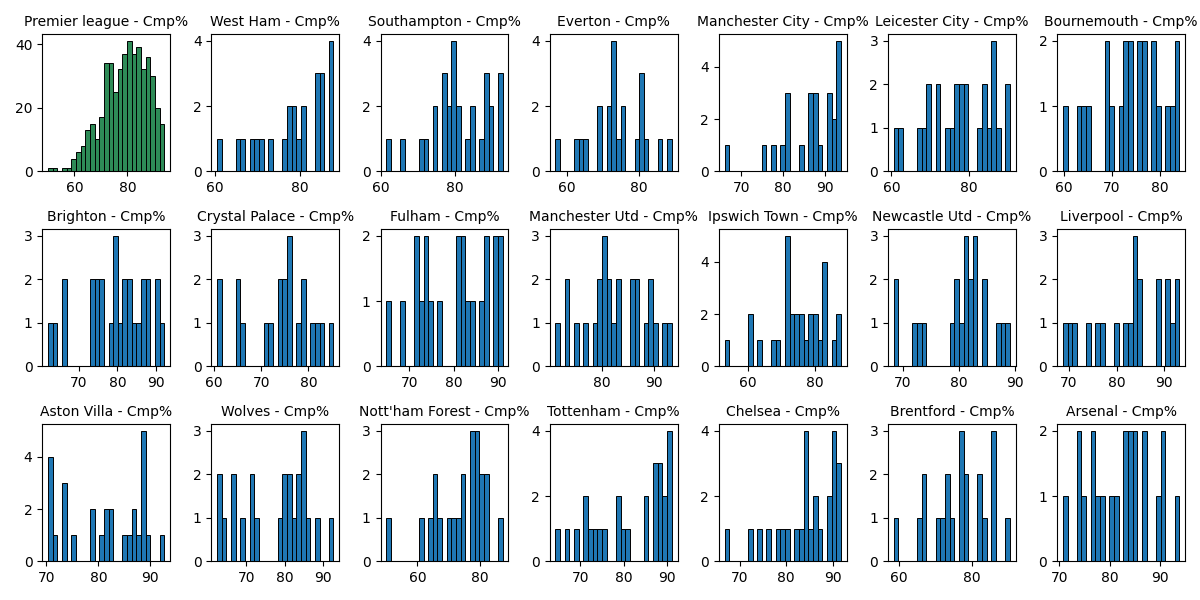 Premier league - Cmp%
West Ham - Cmp%
Southampton - Cmp%
Everton - Cmp%
Manchester City - Cmp%
Leicester City - Cmp%
Bournemouth - Cmp%
40
20
0
60 80
4
2
0
60 80
4
2
0
60 80
4
2
0
60 70 80 90
4
2
0
70 80 90
3
2
1
0
60 80
2
1
0
60 70 80
Brighton - Cmp%
Crystal Palace - Cmp%
Fulham - Cmp%
Manchester Utd - Cmp%
Ipswich Town - Cmp%
Newcastle Utd - Cmp%
Liverpool - Cmp%
3
2
1
0
70 80 90
3
2
1
0
60 70 80
2
1
0
70 80 90
3
2
1
0
80 90
4
2
0
60 80
3
2
1
0
70 80 90
3
2
1
0
70 80 90
Aston Villa - Cmp%
Wolves - Cmp%
Nott'ham Forest - Cmp%
Tottenham - Cmp%
Chelsea - Cmp%
Brentford - Cmp%
Arsenal - Cmp%
4
2
0
70 80 90
3
2
1
0
70 80 90
3
2
1
0
60 80
4
2
0
70 80 90
4
3
2
1
0
70 80 90
3
2
1
0
60 80
2
1
0
70 80 90